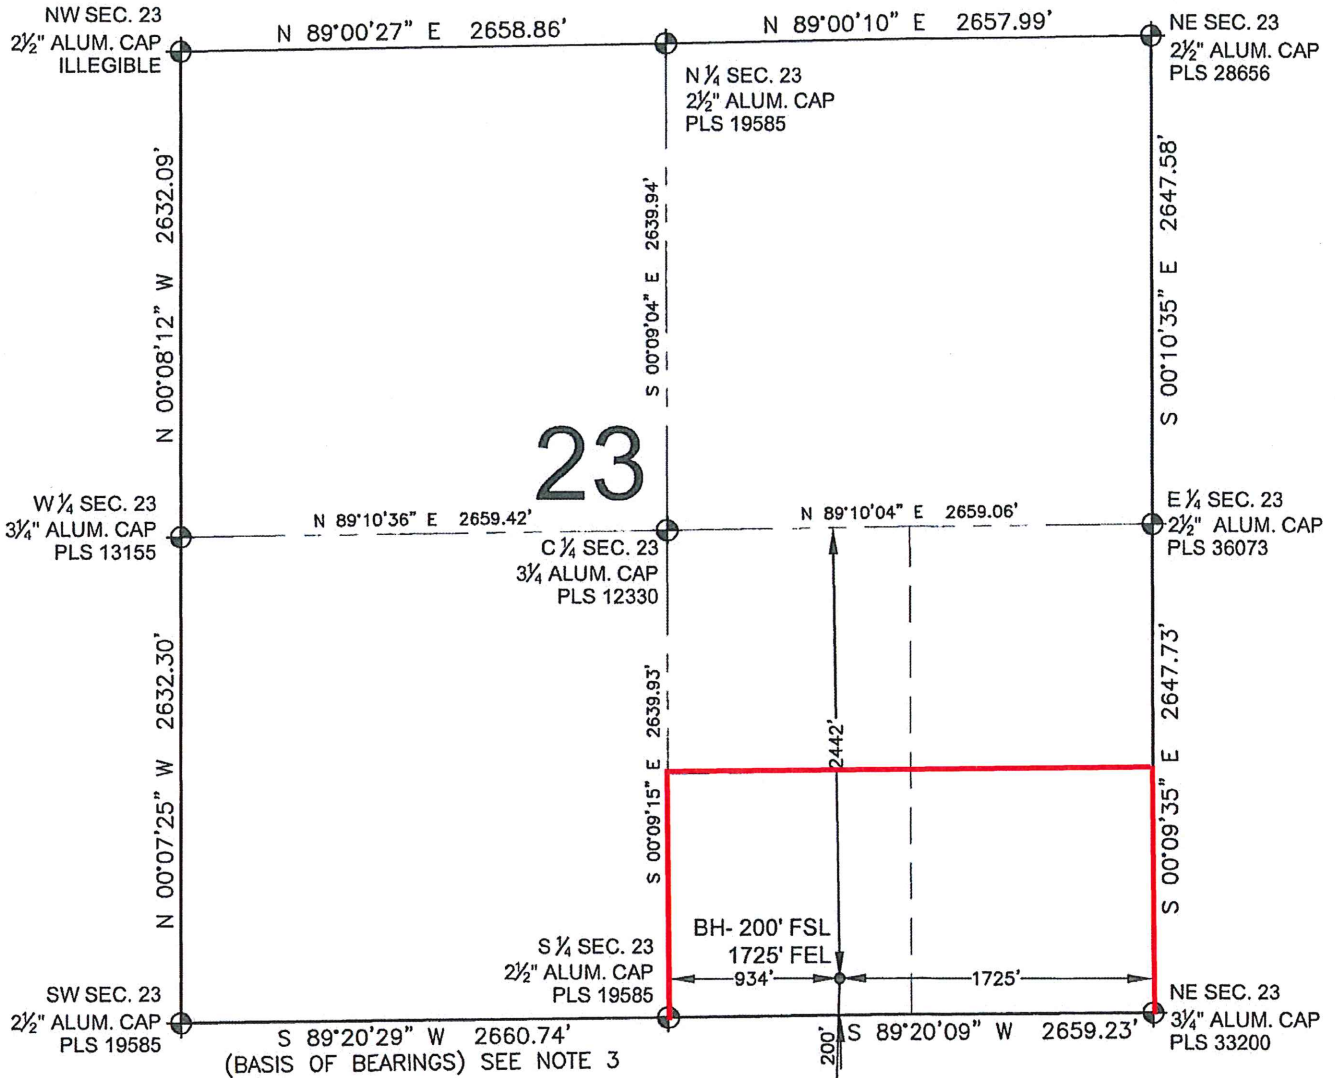 NW SEC. 23
2½" ALUM. CAP
ILLEGIBLE
N 89°00'27" E 2658.86'
N 89°00'10" E 2657.99'
NE SEC. 23
2½" ALUM. CAP
PLS 28656
N ¼ SEC. 23
2½" ALUM. CAP
PLS 19585
N 00°08'12" W 2632.09'
S 00°09'04" E 2639.94'
S 00°10'35" E 2647.58'
23
W ¼ SEC. 23
3¼" ALUM. CAP
PLS 13155
N 89°10'36" E 2659.42'
N 89°10'04" E 2659.06'
E ¼ SEC. 23
2½" ALUM. CAP
PLS 36073
C ¼ SEC. 23
3¼ ALUM. CAP
PLS 12330
N 00°07'25" W 2632.30'
S 00°09'15" E 2639.93'
2442'
S 00°09'35" E 2647.73'
BH- 200' FSL
1725' FEL
934'
1725'
S ¼ SEC. 23
2½" ALUM. CAP
PLS 19585
SW SEC. 23
2½" ALUM. CAP
PLS 19585
S 89°20'29" W 2660.74'
(BASIS OF BEARINGS) SEE NOTE 3
200'
S 89°20'09" W 2659.23'
NE SEC. 23
3¼" ALUM. CAP
PLS 33200